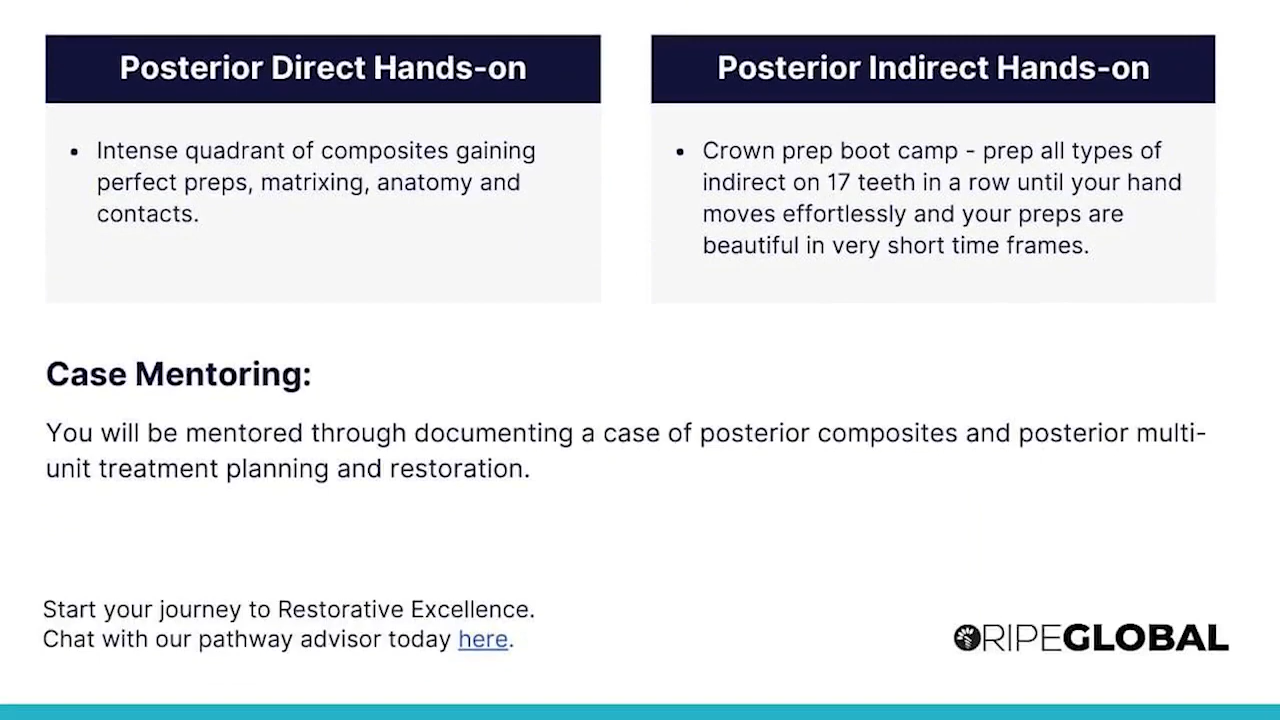 Posterior Direct Hands-on
• Intense quadrant of composites gaining
perfect preps, matrixing, anatomy and
contacts.
Posterior Indirect Hands-on
• Crown prep boot camp - prep all types of
indirect on 17 teeth in a row until your hand
moves effortlessly and your preps are
beautiful in very short time frames.
Case Mentoring:
You will be mentored through documenting a case of posterior composites and posterior multi-
unit treatment planning and restoration.
Start your journey to Restorative Excellence.
Chat with our pathway advisor today here.
RIPEGLOBAL